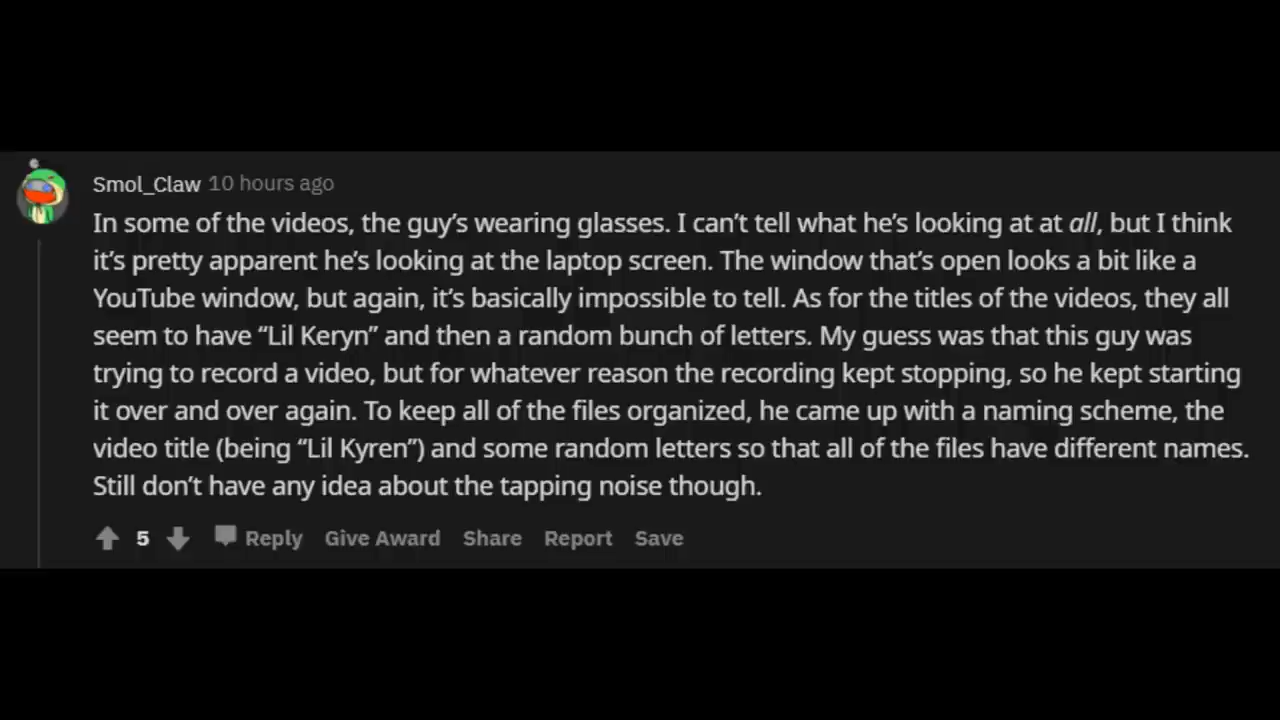 Smol_Claw 10 hours ago
In some of the videos, the guy’s wearing glasses. I can’t tell what he’s looking at at all, but I think
it’s pretty apparent he’s looking at the laptop screen. The window that’s open looks a bit like a
YouTube window, but again, it’s basically impossible to tell. As for the titles of the videos, they all
seem to have “Lil Keryn” and then a random bunch of letters. My guess was that this guy was
trying to record a video, but for whatever reason the recording kept stopping, so he kept starting
it over and over again. To keep all of the files organized, he came up with a naming scheme, the
video title (being “Lil Kyren”) and some random letters so that all of the files have different names.
Still don’t have any idea about the tapping noise though.
5 Reply Give Award Share Report Save